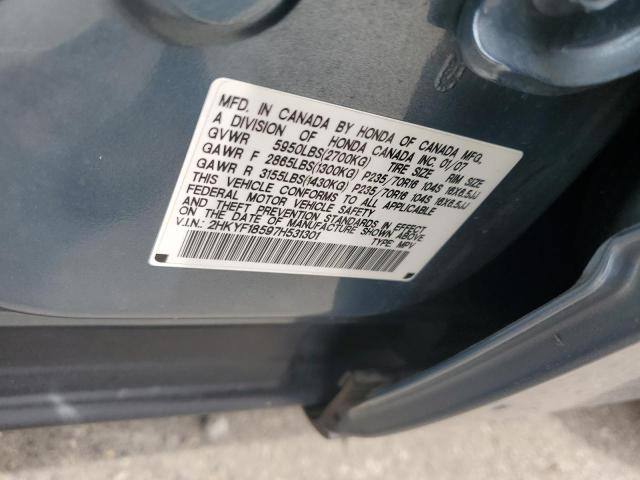 MFD. IN CANADA BY HONDA OF CANADA MFG.
A DIVISION OF HONDA CANADA INC. 01/07
GVWR 5950LBS(2700KG) TIRE SIZE RIM SIZE
GAWR F 2865LBS(1300KG) P235/70R16 104S 16X6.5JJ
GAWR R 3155LBS(1430KG) P235/70R16 104S 16X6.5JJ
THIS VEHICLE CONFORMS TO ALL APPLICABLE
FEDERAL MOTOR VEHICLE SAFETY
AND THEFT PREVENTION STANDARDS IN EFFECT
ON THE DATE OF MANUFACTURE SHOWN ABOVE
V.I.N.: 2HKYF18597H531301 TYPE: MPV